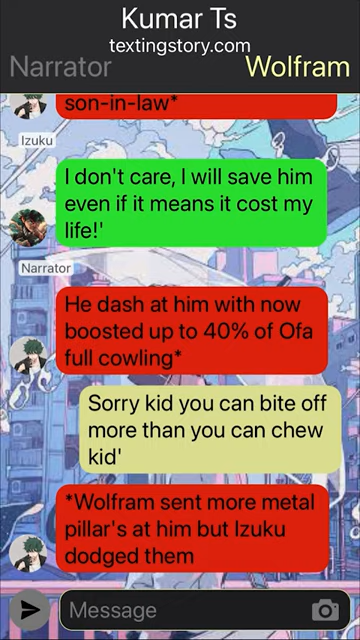 Kumar Ts
textingstory.com
Narrator
Wolfram
son-in-law*
Izuku
I don't care, I will save him
even if it means it cost my
life!'
Narrator
He dash at him with now
boosted up to 40% of Ofa
full cowling*
Sorry kid you can bite off
more than you can chew
kid'
*Wolfram sent more metal
pillar's at him but Izuku
dodged them
Message